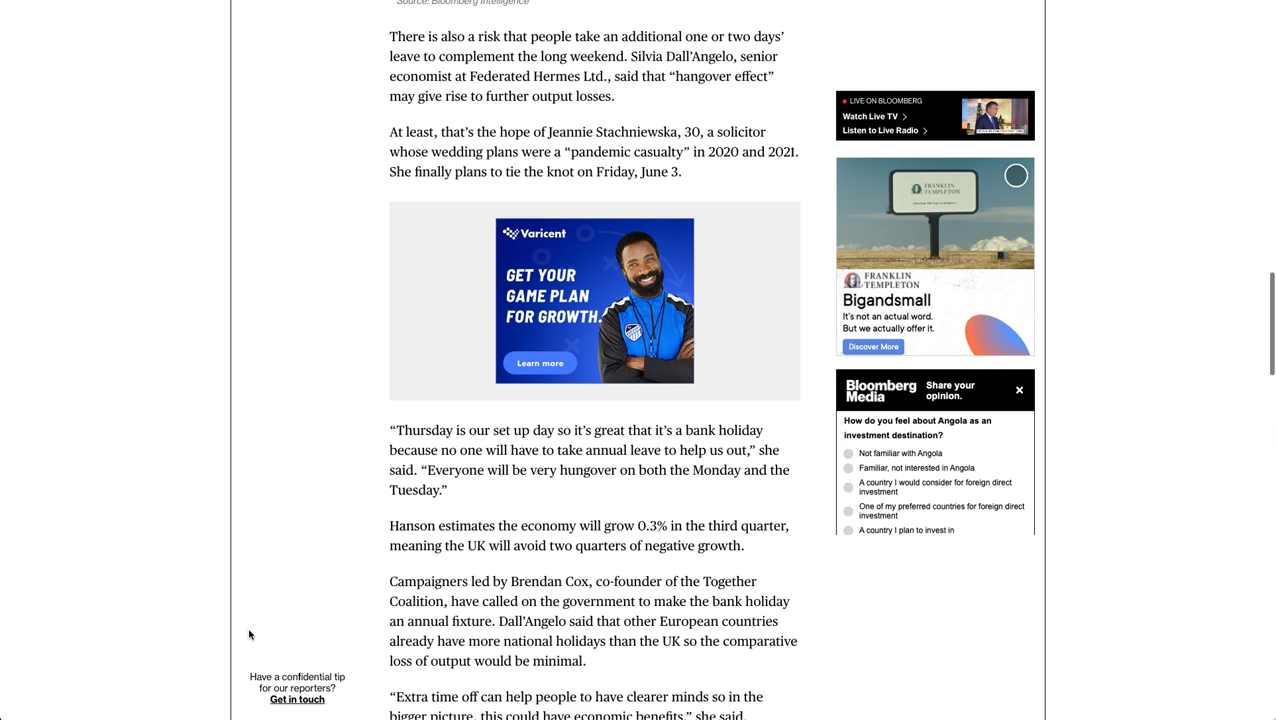 Source: Bloomberg Intelligence
There is also a risk that people take an additional one or two days’
leave to complement the long weekend. Silvia Dall’Angelo, senior
economist at Federated Hermes Ltd., said that “hangover effect”
may give rise to further output losses.
At least, that’s the hope of Jeannie Stachniewska, 30, a solicitor
whose wedding plans were a “pandemic casualty” in 2020 and 2021.
She finally plans to tie the knot on Friday, June 3.
Varicent
GET YOUR
GAME PLAN
FOR GROWTH.
Learn more
“Thursday is our set up day so it’s great that it’s a bank holiday
because no one will have to take annual leave to help us out,” she
said. “Everyone will be very hungover on both the Monday and the
Tuesday.”
Hanson estimates the economy will grow 0.3% in the third quarter,
meaning the UK will avoid two quarters of negative growth.
Campaigners led by Brendan Cox, co-founder of the Together
Coalition, have called on the government to make the bank holiday
an annual fixture. Dall’Angelo said that other European countries
already have more national holidays than the UK so the comparative
loss of output would be minimal.
“Extra time off can help people to have clearer minds so in the
bigger picture, this could have economic benefits,” she said.
Have a confidential tip
for our reporters?
Get in touch
LIVE ON BLOOMBERG
Watch Live TV
Listen to Live Radio
FRANKLIN
TEMPLETON
FRANKLIN
TEMPLETON
Bigandsmall
It’s not an actual word.
But we actually offer it.
Discover More
Bloomberg
Media
Share your
opinion.
How do you feel about Angola as an
investment destination?
Not familiar with Angola
Familiar, not interested in Angola
A country I would consider for foreign direct
investment
One of my preferred countries for foreign direct
investment
A country I plan to invest in